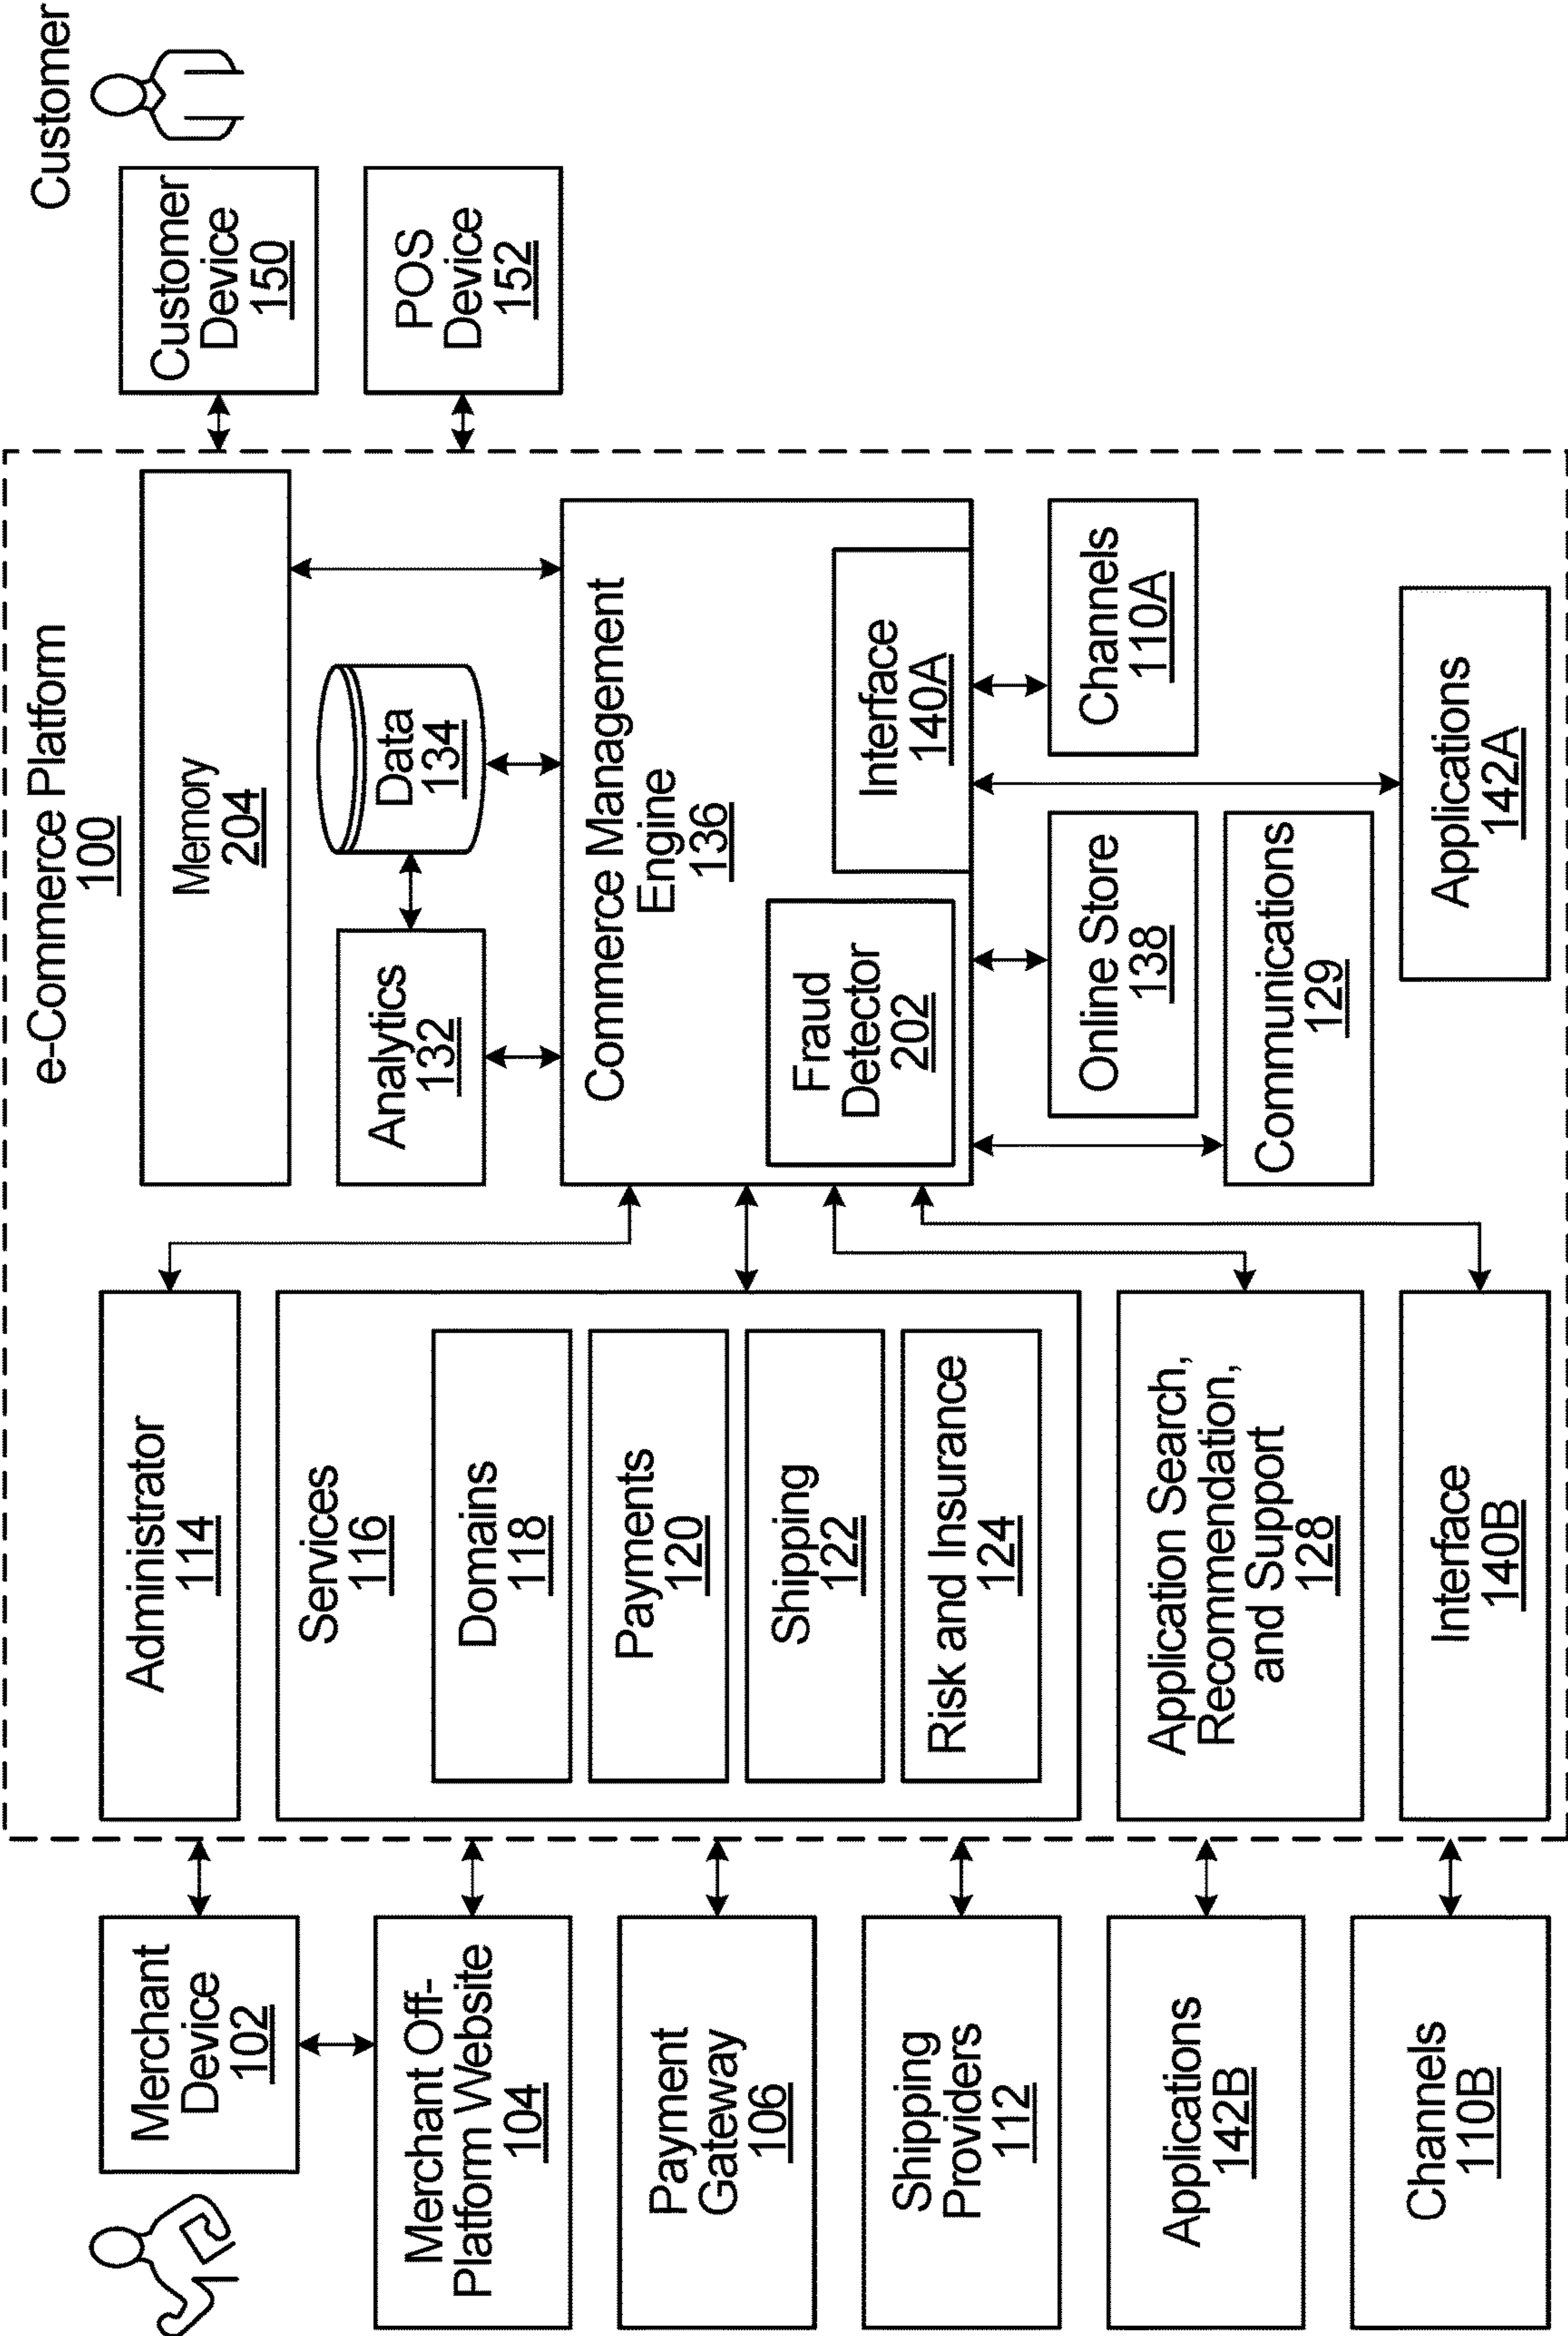 Merchant
Device
102
Merchant Off-
Platform Website
104
Payment
Gateway
106
Shipping
Providers
112
Applications
142B
Channels
110B
e-Commerce Platform
100
Administrator
114
Services
116
Domains
118
Payments
120
Shipping
122
Risk and Insurance
124
Application Search,
Recommendation,
and Support
128
Interface
140B
Memory
204
Analytics
132
Data
134
Commerce Management
Engine
136
Fraud
Detector
202
Interface
140A
Online Store
138
Channels
110A
Communications
129
Applications
142A
Customer
Customer
Device
150
POS
Device
152